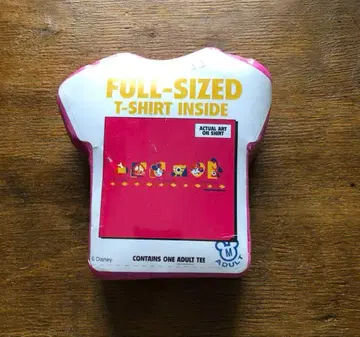 FULL-SIZED
T-SHIRT INSIDE
ACTUAL ART
ON SHIRT
M
ADULT
Disney
CONTAINS ONE ADULT TEE